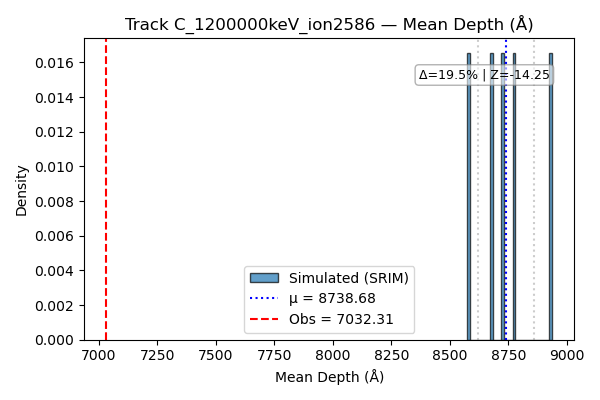 Track C_1200000keV_ion2586 — Mean Depth (Å)
Density
0.016
0.014
0.012
0.010
0.008
0.006
0.004
0.002
0.000
Δ=19.5% | Z=-14.25
Simulated (SRIM)
μ = 8738.68
Obs = 7032.31
7000 7250 7500 7750 8000 8250 8500 8750 9000
Mean Depth (Å)